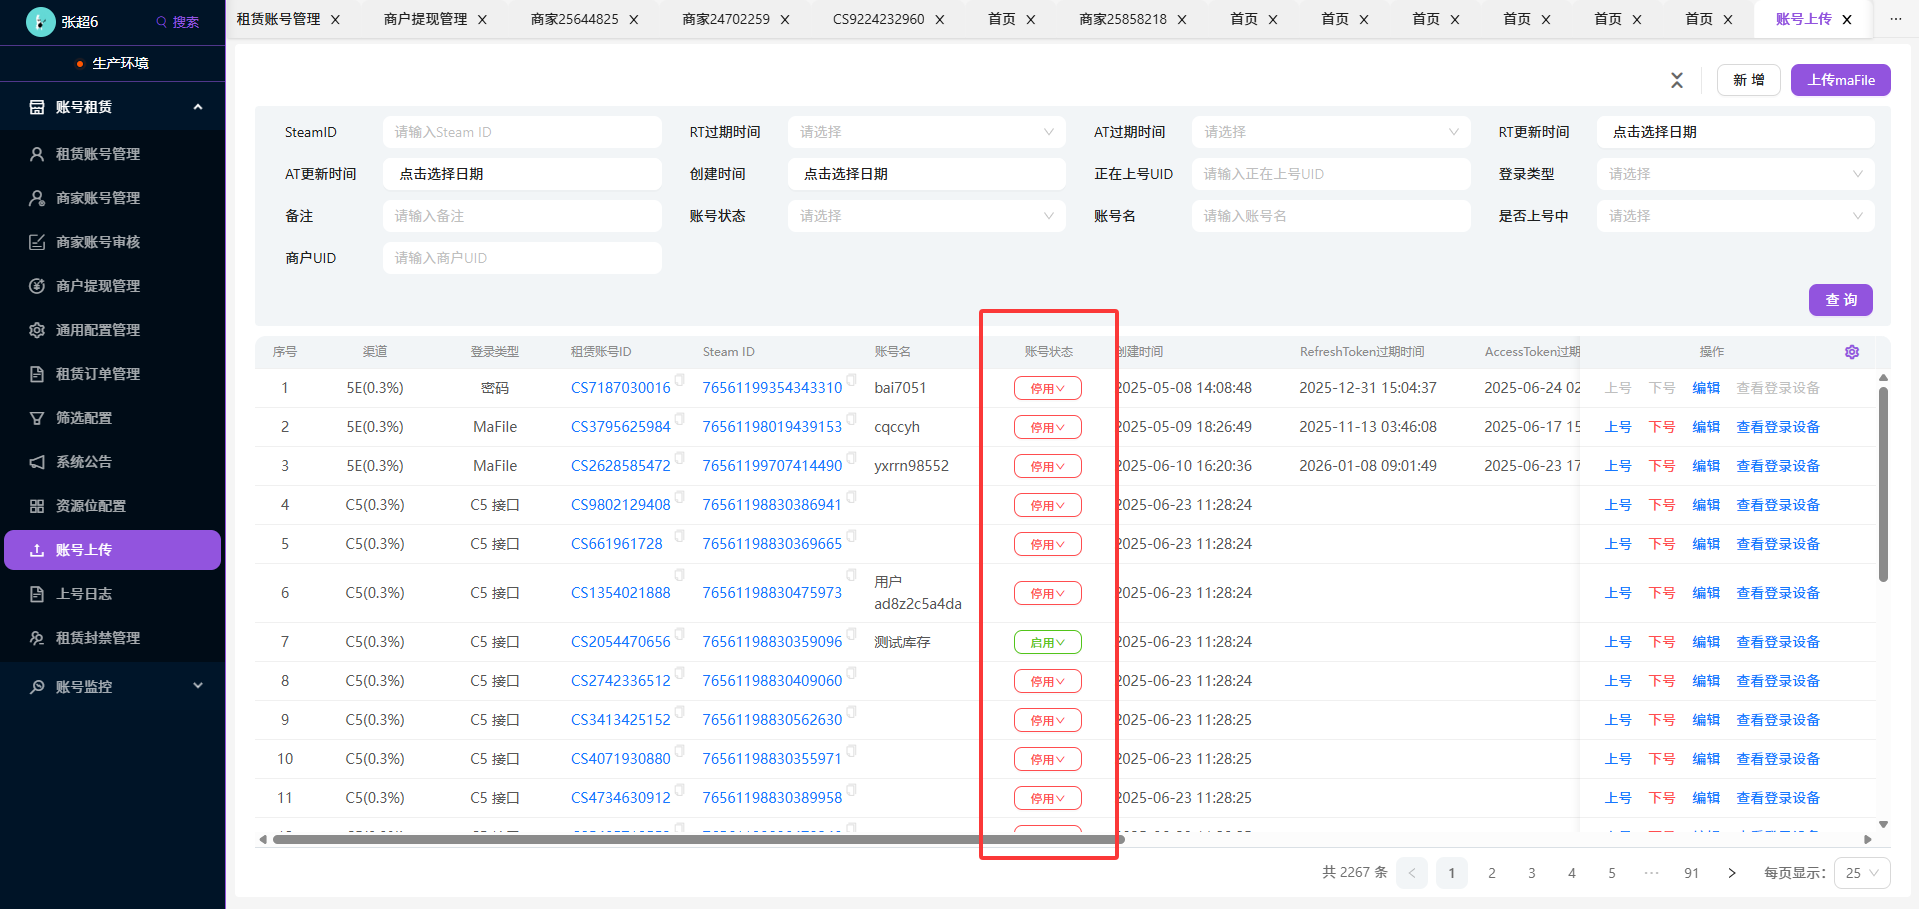 张超6
搜索
生产环境
账号租赁
租赁账号管理
商家账号管理
商家账号审核
商户提现管理
通用配置管理
租赁订单管理
筛选配置
系统公告
资源位配置
账号上传
上号日志
租赁封禁管理
账号监控
租赁账号管理 商户提现管理 商家25644825 商家24702259 CS9224232960 首页 商家25858218 首页 首页 首页 首页 首页 首页 账号上传 ···
新 增 上传maFile
SteamID 请输入Steam ID RT过期时间 请选择 AT过期时间 请选择 RT更新时间 点击选择日期
AT更新时间 点击选择日期 创建时间 点击选择日期 正在上号UID 请输入正在上号UID 登录类型 请选择
备注 请输入备注 账号状态 请选择 账号名 请输入账号名 是否上号中 请选择
商户UID 请输入商户UID
查 询
序号 渠道 登录类型 租赁账号ID Steam ID 账号名 账号状态 创建时间 RefreshToken过期时间 AccessToken过期 操作
1 5E(0.3%) 密码 CS7187030016 76561199354343310 bai7051 停用 2025-05-08 14:08:48 2025-12-31 15:04:37 2025-06-24 02 上号 下号 编辑 查看登录设备
2 5E(0.3%) MaFile CS3795625984 76561198019439153 cqccyh 停用 2025-05-09 18:26:49 2025-11-13 03:46:08 2025-06-17 15 上号 下号 编辑 查看登录设备
3 5E(0.3%) MaFile CS2628585472 76561199707414490 yxrrn98552 停用 2025-06-10 16:20:36 2026-01-08 09:01:49 2025-06-23 17 上号 下号 编辑 查看登录设备
4 C5(0.3%) C5 接口 CS9802129408 76561198830386941 停用 2025-06-23 11:28:24 上号 下号 编辑 查看登录设备
5 C5(0.3%) C5 接口 CS661961728 76561198830369665 停用 2025-06-23 11:28:24 上号 下号 编辑 查看登录设备
6 C5(0.3%) C5 接口 CS1354021888 76561198830475973 用户ad8z2c5a4da 停用 2025-06-23 11:28:24 上号 下号 编辑 查看登录设备
7 C5(0.3%) C5 接口 CS2054470656 76561198830359096 测试库存 启用 2025-06-23 11:28:24 上号 下号 编辑 查看登录设备
8 C5(0.3%) C5 接口 CS2742336512 76561198830409060 停用 2025-06-23 11:28:24 上号 下号 编辑 查看登录设备
9 C5(0.3%) C5 接口 CS3413425152 76561198830562630 停用 2025-06-23 11:28:25 上号 下号 编辑 查看登录设备
10 C5(0.3%) C5 接口 CS4071930880 76561198830355971 停用 2025-06-23 11:28:25 上号 下号 编辑 查看登录设备
11 C5(0.3%) C5 接口 CS4734630912 76561198830389958 停用 2025-06-23 11:28:25 上号 下号 编辑 查看登录设备
共 2267 条 < 1 2 3 4 5 ··· 91 > 每页显示: 25